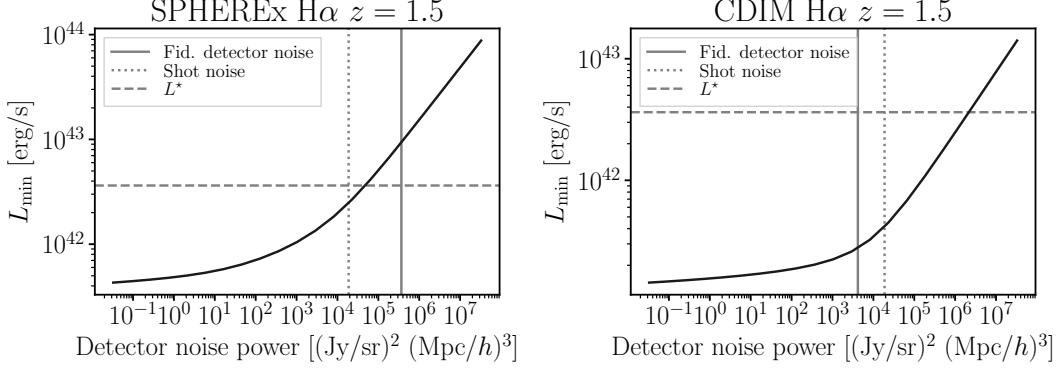 SPHEREx Hα z = 1.5
10^44
10^43
10^42
L_min [erg/s]
Fid. detector noise
Shot noise
L^⋆
10^−1 10^0 10^1 10^2 10^3 10^4 10^5 10^6 10^7
Detector noise power [(Jy/sr)^2 (Mpc/h)^3]
CDIM Hα z = 1.5
10^43
10^42
L_min [erg/s]
Fid. detector noise
Shot noise
L^⋆
10^−1 10^0 10^1 10^2 10^3 10^4 10^5 10^6 10^7
Detector noise power [(Jy/sr)^2 (Mpc/h)^3]